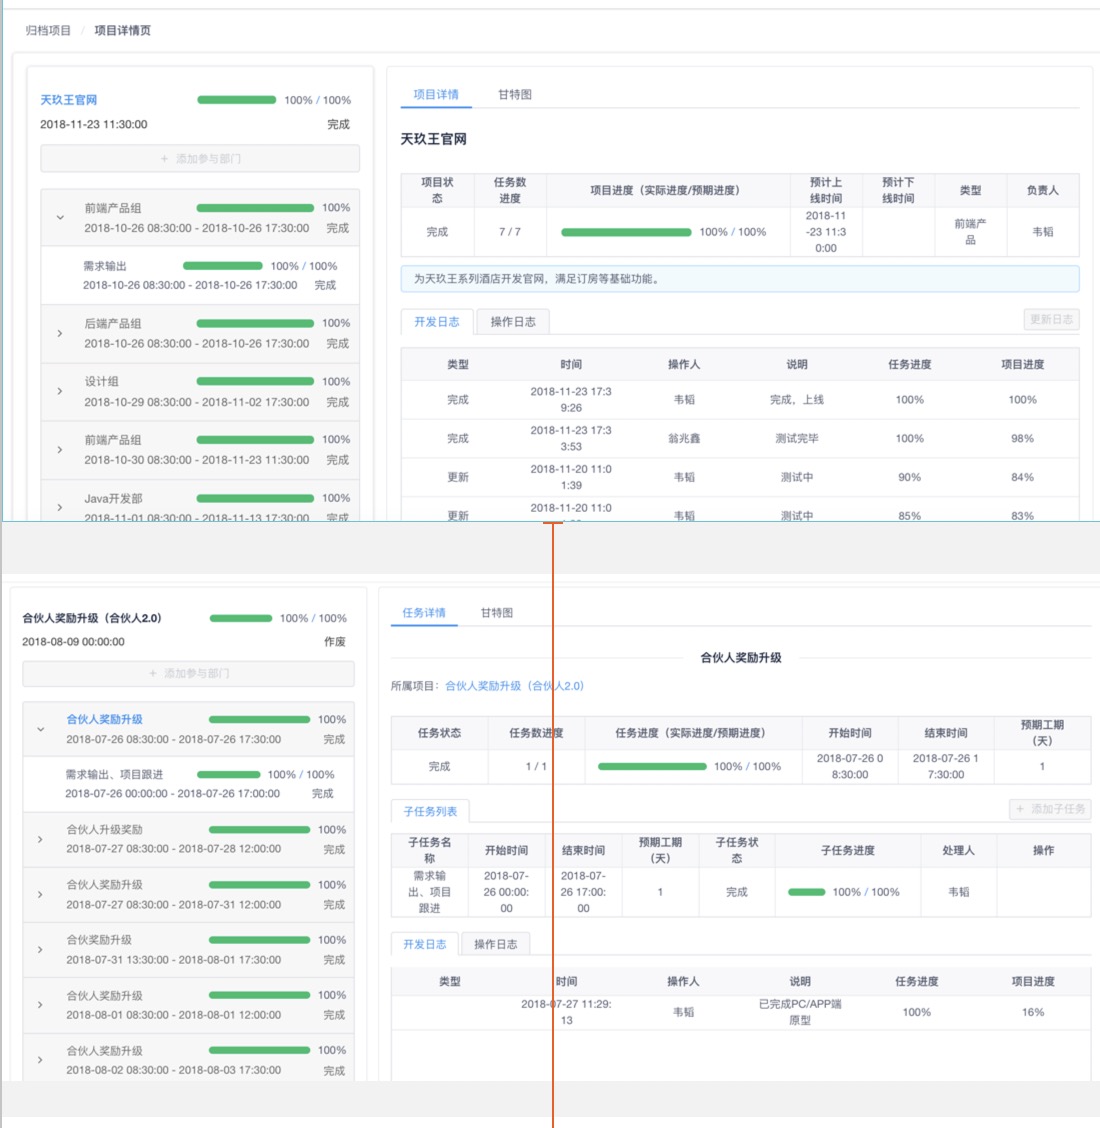 归档项目 / 项目详情页
天玖王官网 100% / 100%
2018-11-23 11:30:00 完成
+ 添加参与部门
前端产品组 100%
2018-10-26 08:30:00 - 2018-10-26 17:30:00 完成
需求输出 100% / 100%
2018-10-26 08:30:00 - 2018-10-26 17:30:00 完成
后端产品组 100%
2018-10-26 08:30:00 - 2018-10-26 17:30:00 完成
设计组 100%
2018-10-29 08:30:00 - 2018-11-02 17:30:00 完成
前端产品组 100%
2018-10-30 08:30:00 - 2018-11-23 11:30:00 完成
Java开发部 100%
2018-11-01 08:30:00 - 2018-11-13 17:30:00 完成
项目详情 甘特图
天玖王官网
项目状
态
任务数
进度
项目进度（实际进度/预期进度）
预计上
线时间
预计下
线时间
类型
负责人
完成
7 / 7
100% / 100%
2018-11
-23 11:3
0:00
前端产
品
韦韬
为天玖王系列酒店开发官网，满足订房等基础功能。
开发日志 操作日志
更新日志
类型 时间 操作人 说明 任务进度 项目进度
完成
2018-11-23 17:3
9:26
韦韬 完成，上线 100% 100%
完成
2018-11-23 17:3
3:53
翁兆鑫 测试完毕 100% 98%
更新
2018-11-20 11:0
1:39
韦韬 测试中 90% 84%
更新
2018-11-20 11:0
韦韬 测试中 85% 83%
合伙人奖励升级（合伙人2.0） 100% / 100%
2018-08-09 00:00:00 作废
+ 添加参与部门
合伙人奖励升级 100%
2018-07-26 08:30:00 - 2018-07-26 17:30:00 完成
需求输出、项目跟进 100% / 100%
2018-07-26 00:00:00 - 2018-07-26 17:00:00 完成
合伙人升级奖励 100%
2018-07-27 08:30:00 - 2018-07-28 12:00:00 完成
合伙人奖励升级 100%
2018-07-27 08:30:00 - 2018-07-31 12:00:00 完成
合伙奖励升级 100%
2018-07-31 13:30:00 - 2018-08-01 17:30:00 完成
合伙人奖励升级 100%
2018-08-01 08:30:00 - 2018-08-01 12:00:00 完成
合伙人奖励升级 100%
2018-08-02 08:30:00 - 2018-08-03 17:30:00 完成
任务详情 甘特图
合伙人奖励升级
所属项目：合伙人奖励升级（合伙人2.0）
任务状态 任务数进度 任务进度（实际进度/预期进度） 开始时间 结束时间
预期工期
（天）
完成
1 / 1
100% / 100%
2018-07-26 0
8:30:00
2018-07-26 1
7:30:00
1
子任务列表
+ 添加子任务
子任务名
称
开始时间
结束时间
预期工期
（天）
子任务状
态
子任务进度
处理人
操作
需求输
出、项目
跟进
2018-07-
26 00:00:
00
2018-07-
26 17:00:
00
1
完成
100% / 100%
韦韬
开发日志 操作日志
类型 时间 操作人 说明 任务进度 项目进度
2018-07-27 11:29:
13
韦韬
已完成PC/APP端
原型
100%
16%